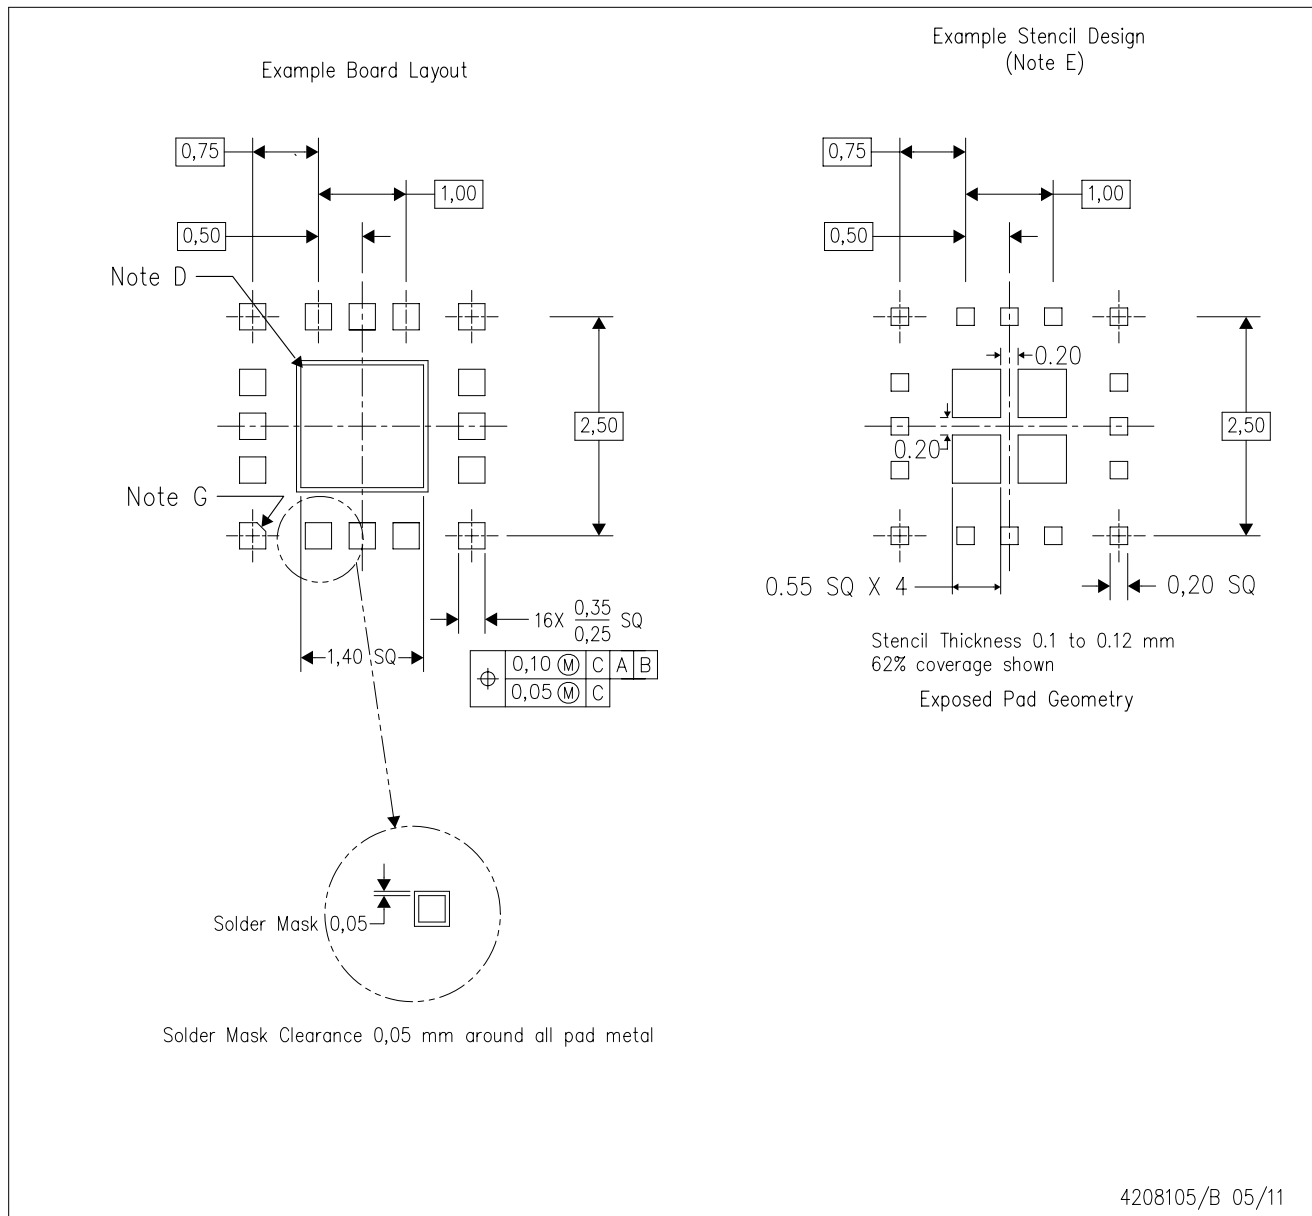 Example Board Layout
0,75
1,00
0,50
Note D
2,50
Note G
16X 0,35
0,25 SQ
1,40 SQ
0,10 Ⓜ C A B
0,05 Ⓜ C
Solder Mask 0,05
Solder Mask Clearance 0,05 mm around all pad metal
Example Stencil Design
(Note E)
0,75
1,00
0,50
0.20
2,50
0.20
0.55 SQ X 4
0,20 SQ
Stencil Thickness 0.1 to 0.12 mm
62% coverage shown
Exposed Pad Geometry
4208105/B 05/11